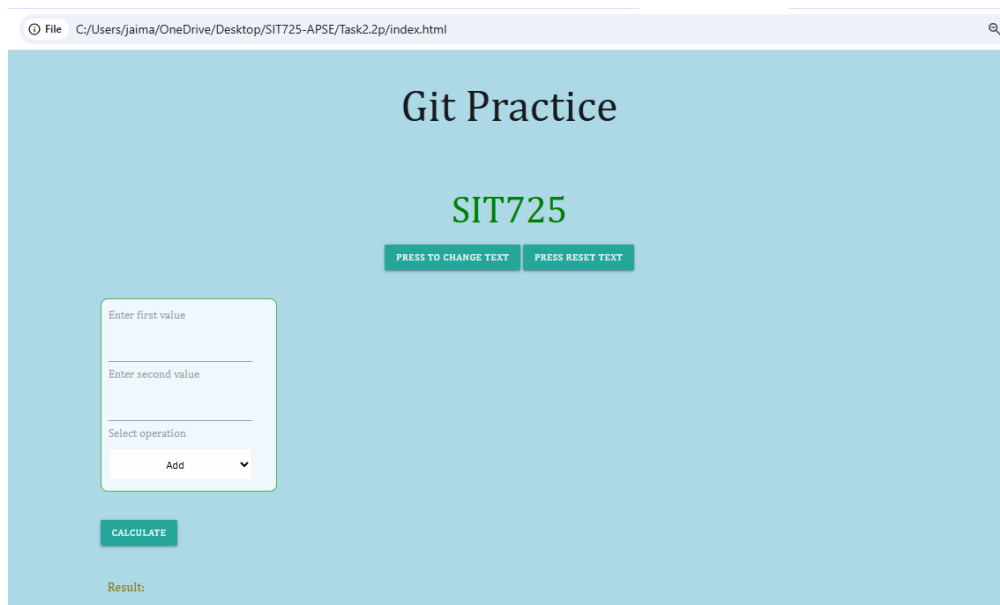 File C:/Users/jaima/OneDrive/Desktop/SIT725-APSE/Task2.2p/index.html
Git Practice
SIT725
PRESS TO CHANGE TEXT PRESS RESET TEXT
Enter first value
Enter second value
Select operation
Add
CALCULATE
Result: